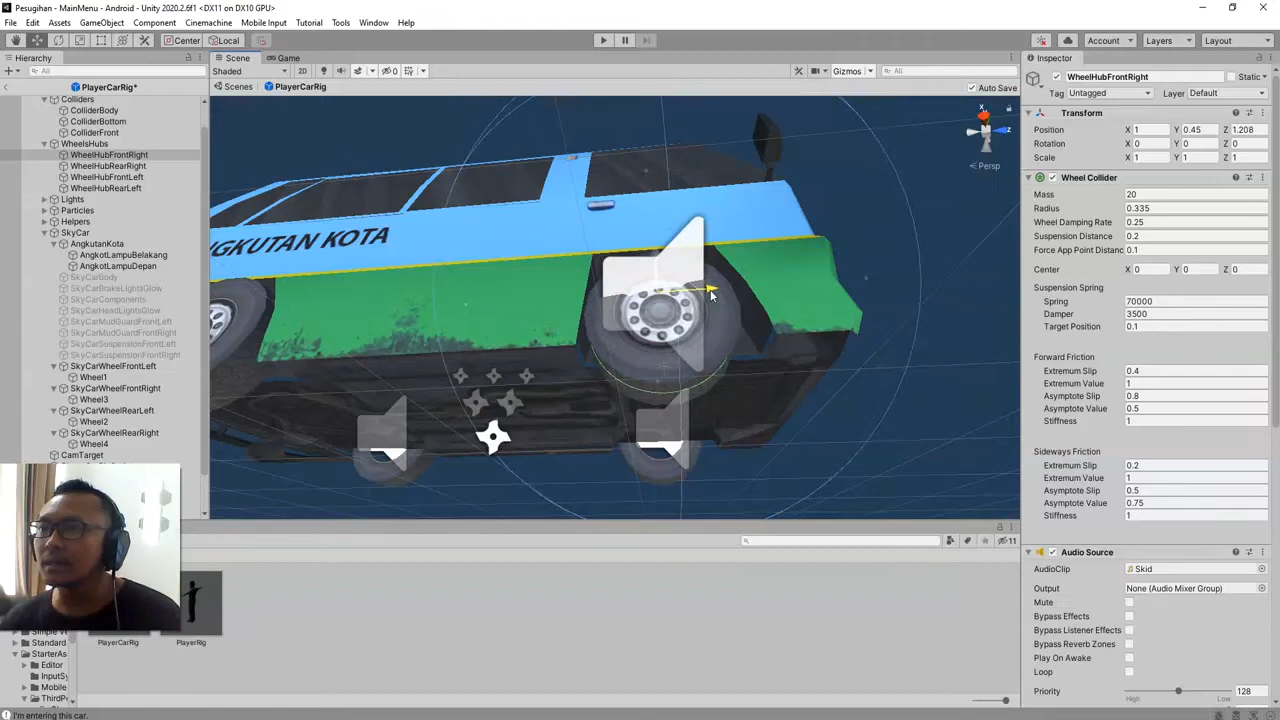 Pesugihan - MainMenu - Android - Unity 2020.2.6f1 <DX11 on DX10 GPU>
File Edit Assets GameObject Component Cinemachine Mobile Input Tutorial Tools Window Help
Center Local Account Layers Layout
Hierarchy Scene Game Inspector
All
Shaded 2D 0 Gizmos All
PlayerCarRig*
Scenes PlayerCarRig Auto Save
Colliders
ColliderBody
ColliderBottom
ColliderFront
WheelsHubs
WheelHubFrontRight
WheelHubRearRight
WheelHubFrontLeft
WheelHubRearLeft
Lights
Particles
Helpers
SkyCar
AngkutanKota
AngkotLampuBelakang
AngkotLampuDepan
SkyCarBody
SkyCarBrakeLightsGlow
SkyCarComponents
SkyCarHeadLightsGlow
SkyCarMudGuardFrontLeft
SkyCarMudGuardFrontRight
SkyCarSuspensionFrontLeft
SkyCarSuspensionFrontRight
SkyCarWheelFrontLeft
Wheel1
SkyCarWheelFrontRight
Wheel3
SkyCarWheelRearLeft
Wheel2
SkyCarWheelRearRight
Wheel4
CamTarget
NGKUTAN KOTA
x
z
Persp
WheelHubFrontRight Static
Tag Untagged Layer Default
Transform
Position X 1 Y 0.45 Z 1.208
Rotation X 0 Y 0 Z 0
Scale X 1 Y 1 Z 1
Wheel Collider
Mass 20
Radius 0.335
Wheel Damping Rate 0.25
Suspension Distance 0.2
Force App Point Distanc 0.1
Center X 0 Y 0 Z 0
Suspension Spring
Spring 70000
Damper 3500
Target Position 0.1
Forward Friction
Extremum Slip 0.4
Extremum Value 1
Asymptote Slip 0.8
Asymptote Value 0.5
Stiffness 1
Sideways Friction
Extremum Slip 0.2
Extremum Value 1
Asymptote Slip 0.5
Asymptote Value 0.75
Stiffness 1
Audio Source
AudioClip Skid
Output None (Audio Mixer Group)
Mute
Bypass Effects
Bypass Listener Effects
Bypass Reverb Zones
Play On Awake
Loop
Priority 128
High Low
11
PlayerCarRig PlayerRig
Standard
StarterAs
Editor
InputSy
Mobile
ThirdP
I'm entering this car.